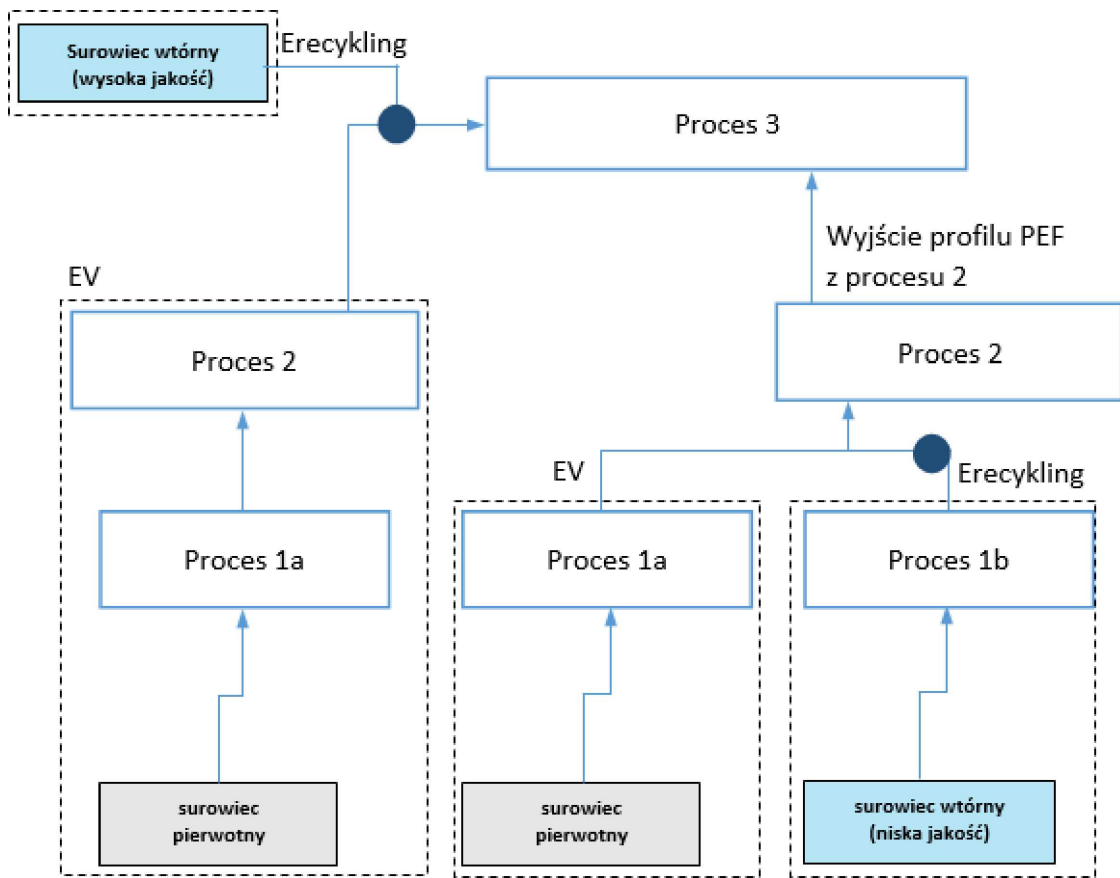 Surowiec wtórny
(wysoka jakość)
Erecykling
Proces 3
Wyjście profilu PEF
z procesu 2
EV
Proces 2
Proces 2
EV
Erecykling
Proces 1a
Proces 1a
Proces 1b
surowiec
pierwotny
surowiec
pierwotny
surowiec wtórny
(niska jakość)